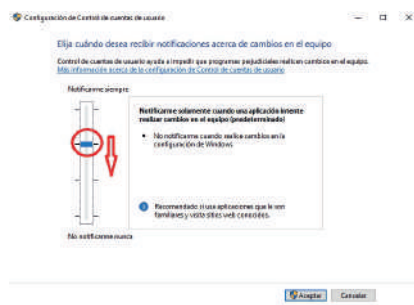 Configuración de Control de cuentas de usuario
Elija cuándo desea recibir notificaciones acerca de cambios en el equipo
Control de cuentas de usuario ayuda a impedir que programas perjudiciales realicen cambios en el equipo.
Más información acerca de la configuración de Control de cuentas de usuario
Notificarme siempre
Notificarme solamente cuando una aplicación intente
realizar cambios en el equipo (predeterminado)
• No notificarme cuando realice cambios en la
configuración de Windows
Recomendado si usa aplicaciones que le son
familiares y visita sitios web conocidos.
No notificarme nunca
Aceptar
Cancelar